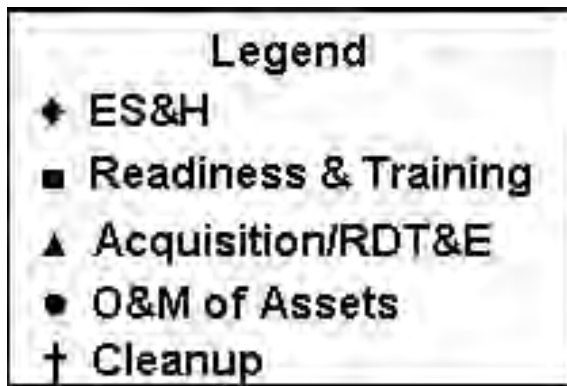 Legend
♦ ES&H
■ Readiness & Training
▲ Acquisition/RDT&E
● O&M of Assets
† Cleanup